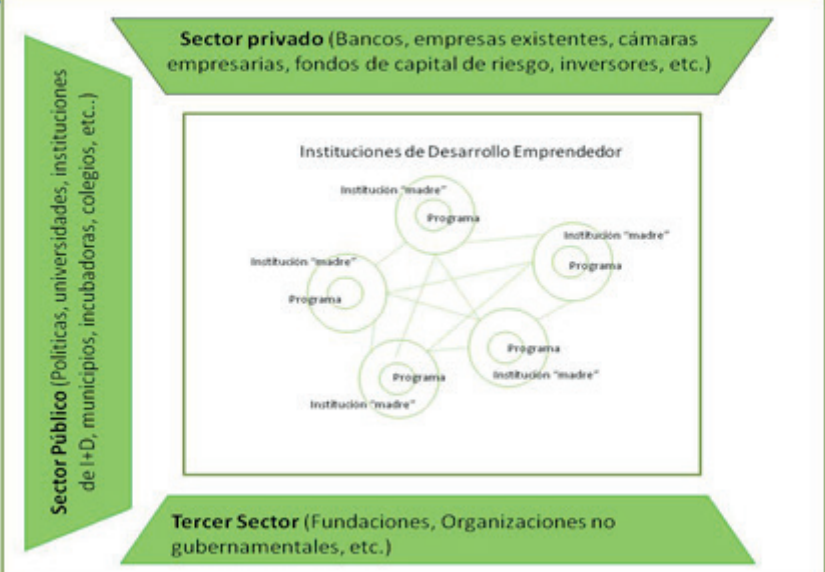 Sector privado (Bancos, empresas existentes, cámaras
empresarias, fondos de capital de riesgo, inversores, etc.)
Sector Público (Políticas, universidades, instituciones
de I+D, municipios, incubadoras, colegios, etc..)
Instituciones de Desarrollo Emprendedor
Institución "madre"
Programa
Institución "madre"
Programa
Institución "madre"
Programa
Programa
Institución "madre"
Programa
Institución "madre"
Tercer Sector (Fundaciones, Organizaciones no
gubernamentales, etc.)